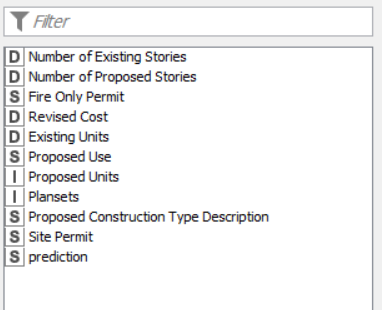 Filter
D Number of Existing Stories
D Number of Proposed Stories
S Fire Only Permit
D Revised Cost
D Existing Units
S Proposed Use
I Proposed Units
I Plansets
S Proposed Construction Type Description
S Site Permit
S prediction